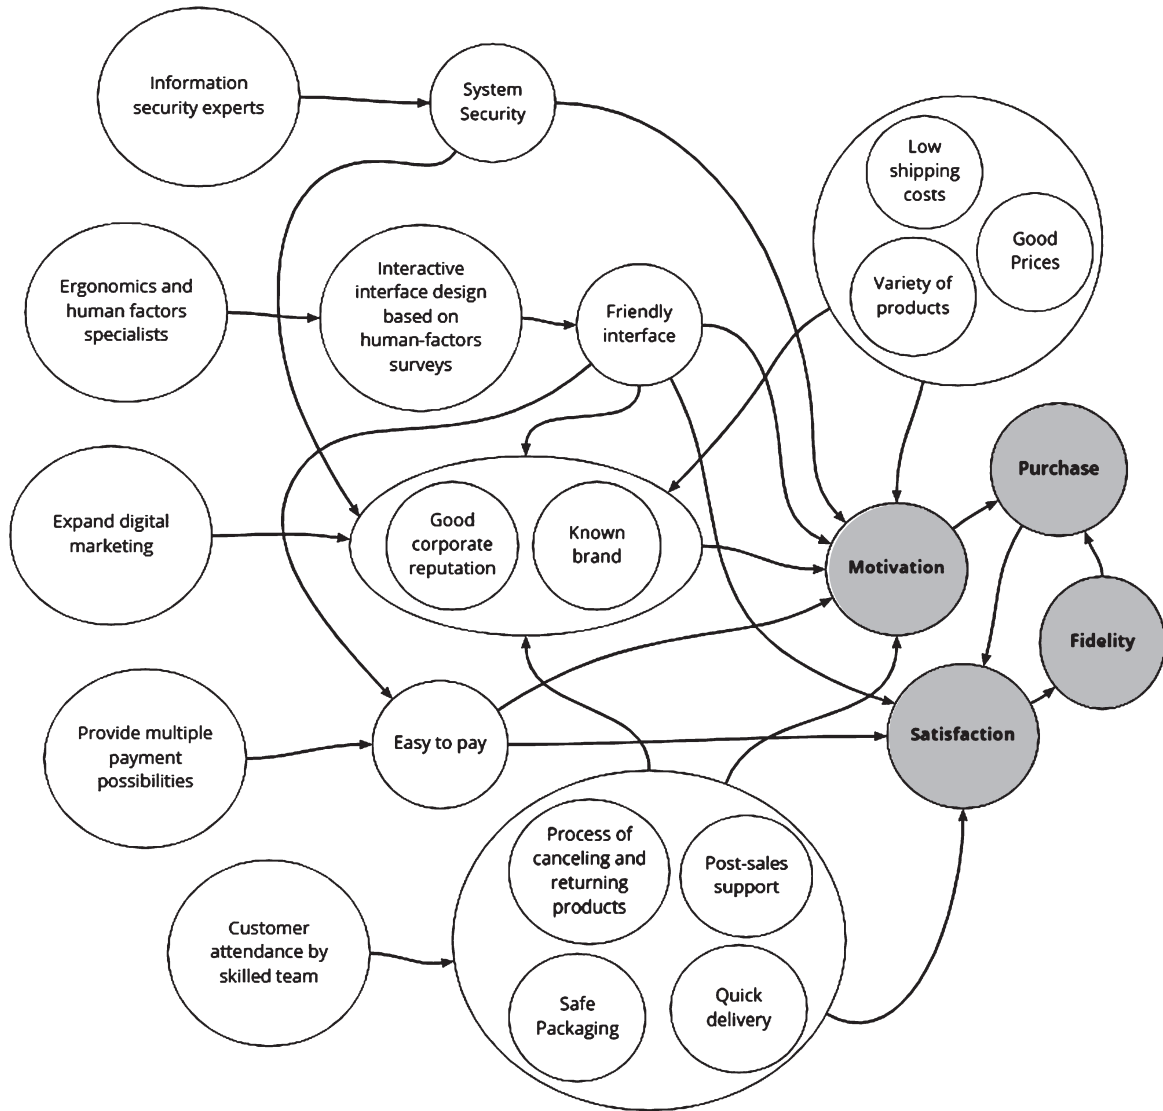 Information
security experts
System
Security
Low
shipping
costs
Good
Prices
Variety of
products
Ergonomics and
human factors
specialists
Interactive
interface design
based on
human-factors
surveys
Friendly
interface
Purchase
Expand digital
marketing
Good
corporate
reputation
Known
brand
Motivation
Fidelity
Provide multiple
payment
possibilities
Easy to pay
Satisfaction
Process of
canceling and
returning
products
Post-sales
support
Customer
attendance by
skilled team
Safe
Packaging
Quick
delivery